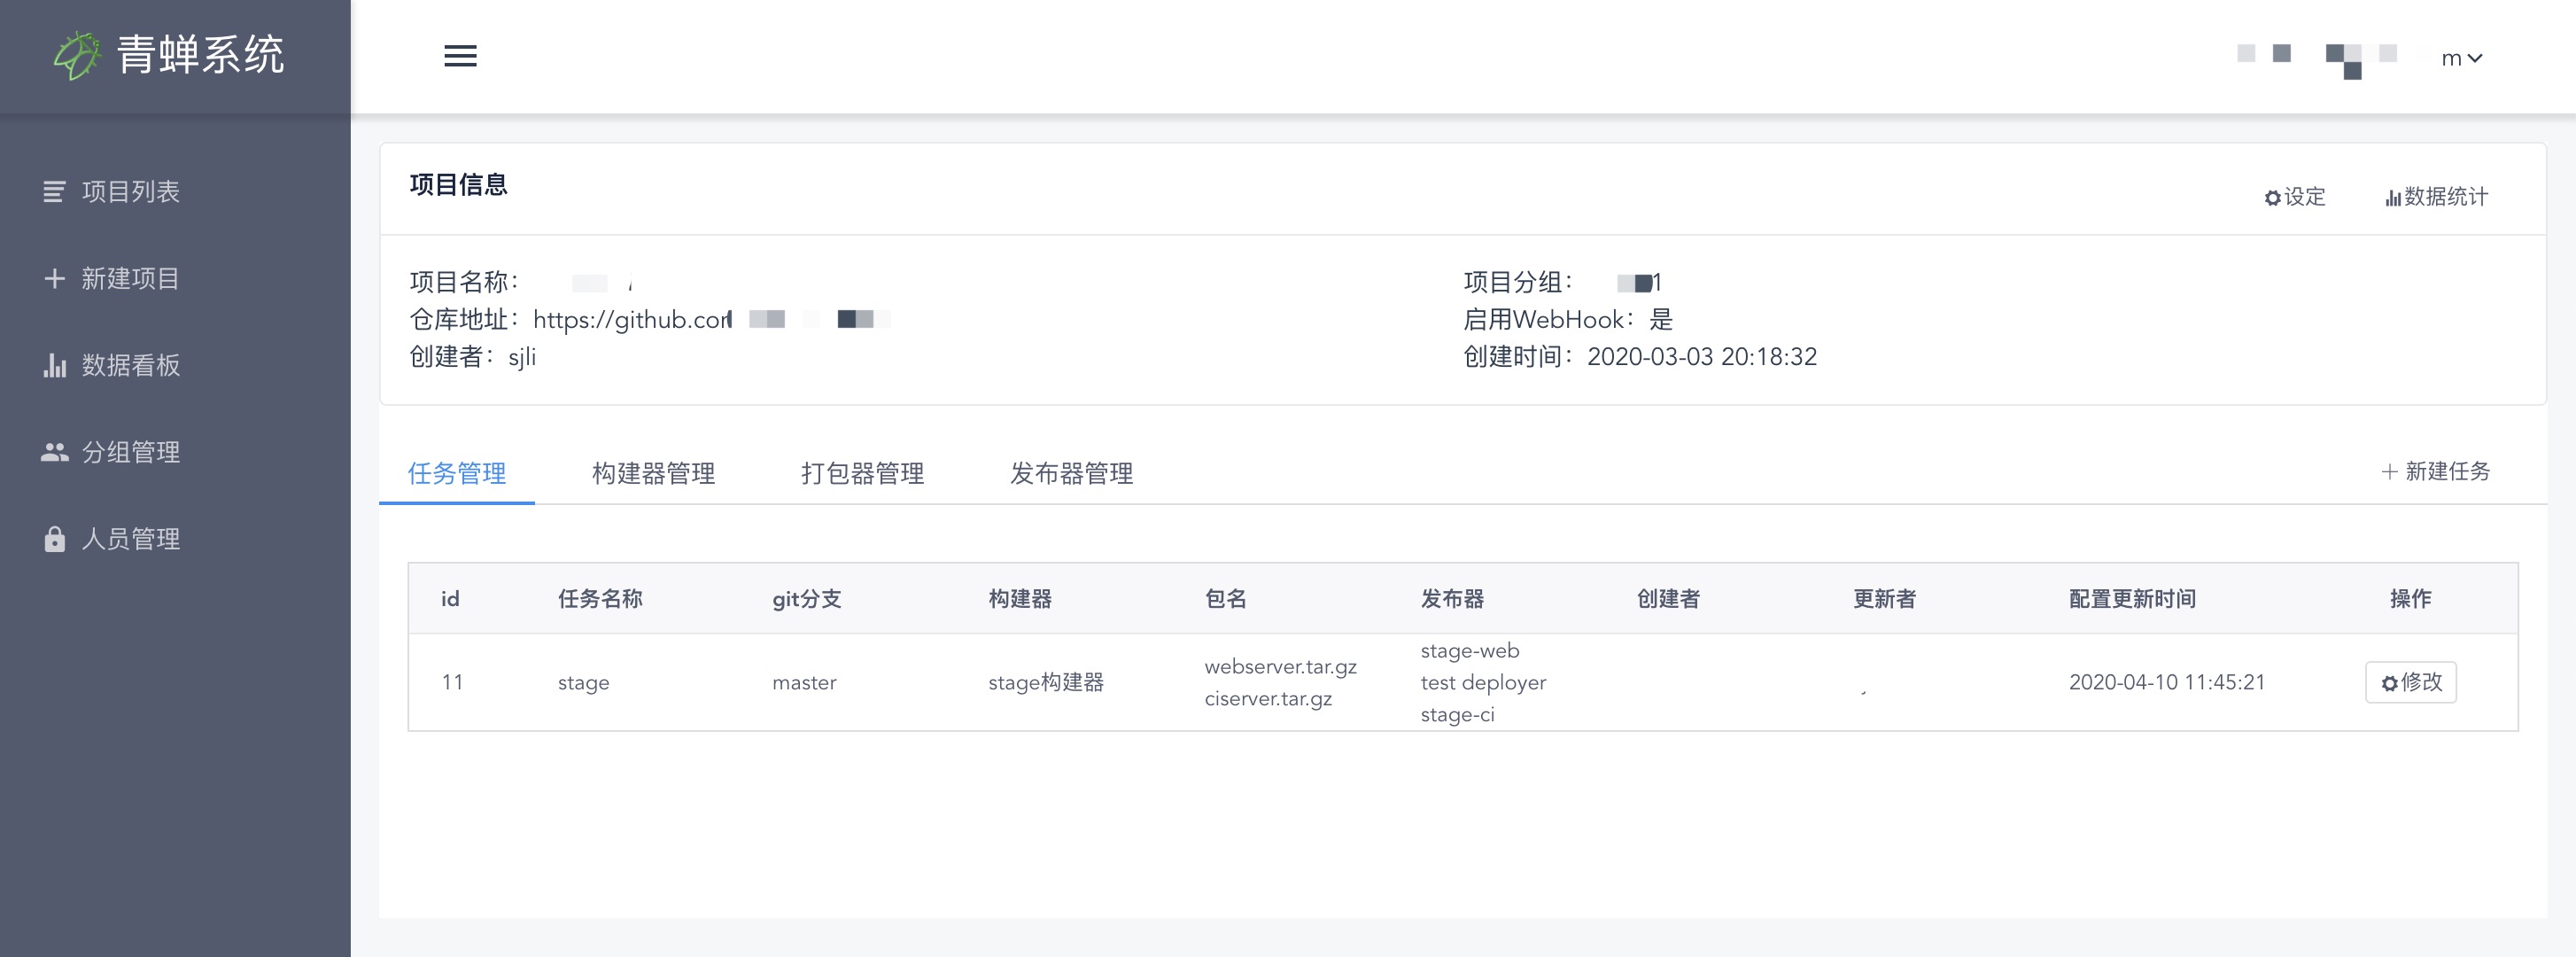 青蝉系统
m
项目列表
新建项目
数据看板
分组管理
人员管理
项目信息
设定
数据统计
项目名称：
项目分组： 1
仓库地址：https://github.co
启用WebHook：是
创建者：sjli
创建时间：2020-03-03 20:18:32
任务管理 构建器管理 打包器管理 发布器管理
+ 新建任务
id 任务名称 git分支 构建器 包名 发布器 创建者 更新者 配置更新时间 操作
11 stage master stage构建器
webserver.tar.gz
ciserver.tar.gz
stage-web
test deployer
stage-ci
2020-04-10 11:45:21
修改